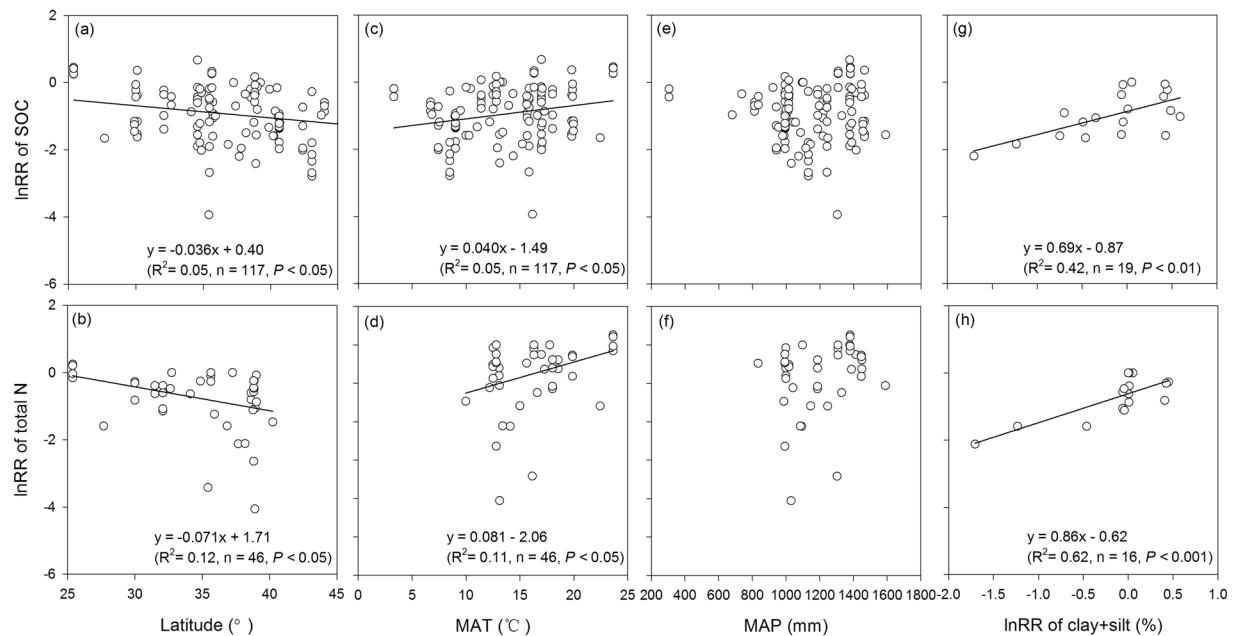 (a)
(c)
(e)
(g)
2
0
-2
-4
-6
lnRR of SOC
y = -0.036x + 0.40
(R²= 0.05, n = 117, P < 0.05)
y = 0.040x - 1.49
(R²= 0.05, n = 117, P < 0.05)
y = 0.69x - 0.87
(R²= 0.42, n = 19, P < 0.01)
(b)
(d)
(f)
(h)
2
0
-2
-4
-6
lnRR of total N
y = -0.071x + 1.71
(R²= 0.12, n = 46, P < 0.05)
y = 0.081 - 2.06
(R²= 0.11, n = 46, P < 0.05)
y = 0.86x - 0.62
(R²= 0.62, n = 16, P < 0.001)
25 30 35 40 45
0 5 10 15 20 25
200 400 600 800 1000 1200 1400 1600 1800
-2.0 -1.5 -1.0 -0.5 0.0 0.5 1.0
Latitude (°)
MAT (℃)
MAP (mm)
lnRR of clay+silt (%)